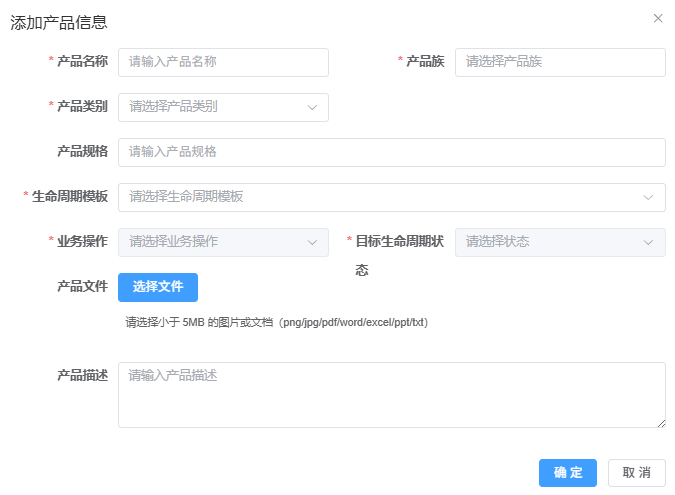 添加产品信息
* 产品名称 请输入产品名称 * 产品族 请选择产品族
* 产品类别 请选择产品类别
产品规格 请输入产品规格
* 生命周期模板 请选择生命周期模板
* 业务操作 请选择业务操作 * 目标生命周期状态 请选择状态
产品文件 选择文件
请选择小于 5MB 的图片或文档（png/jpg/pdf/word/excel/ppt/txt）
产品描述 请输入产品描述
确 定 取 消